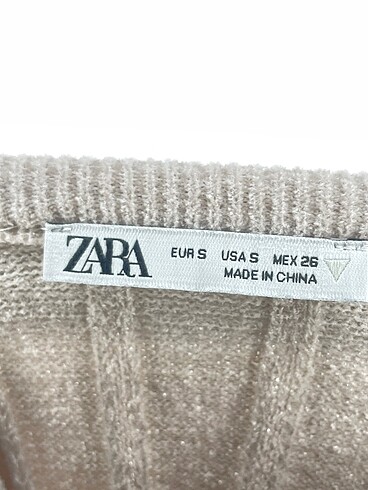 ZARA EUR S USA S MEX 26
MADE IN CHINA